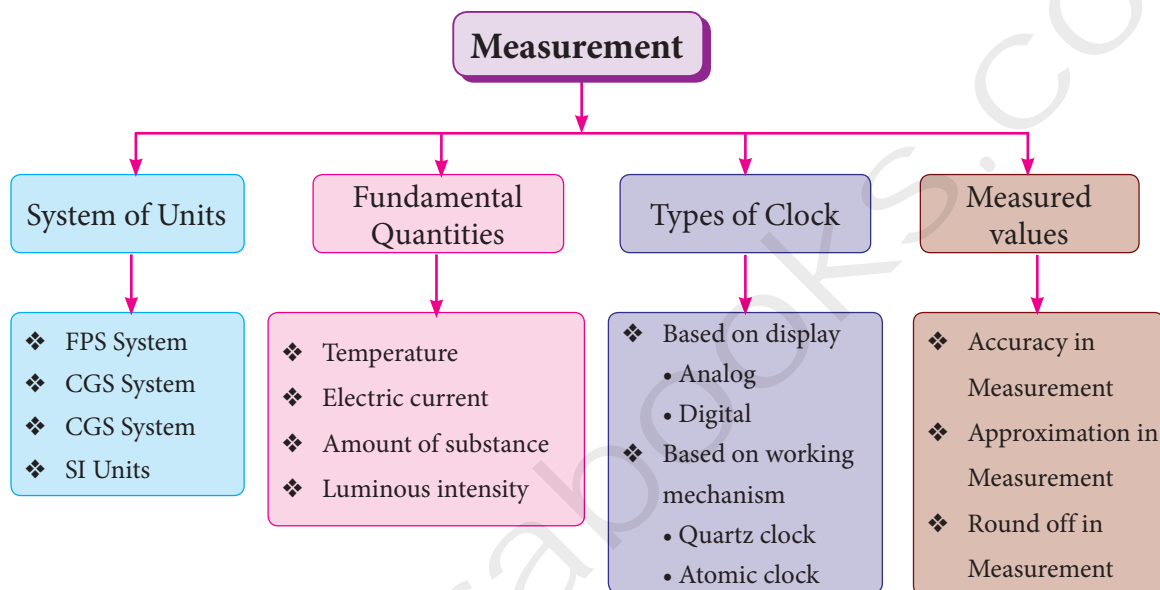 Measurement
System of Units
❖ FPS System
❖ CGS System
❖ CGS System
❖ SI Units
Fundamental
Quantities
❖ Temperature
❖ Electric current
❖ Amount of substance
❖ Luminous intensity
Types of Clock
❖ Based on display
• Analog
• Digital
❖ Based on working
mechanism
• Quartz clock
• Atomic clock
Measured
values
❖ Accuracy in
Measurement
❖ Approximation in
Measurement
❖ Round off in
Measurement
abooks.co